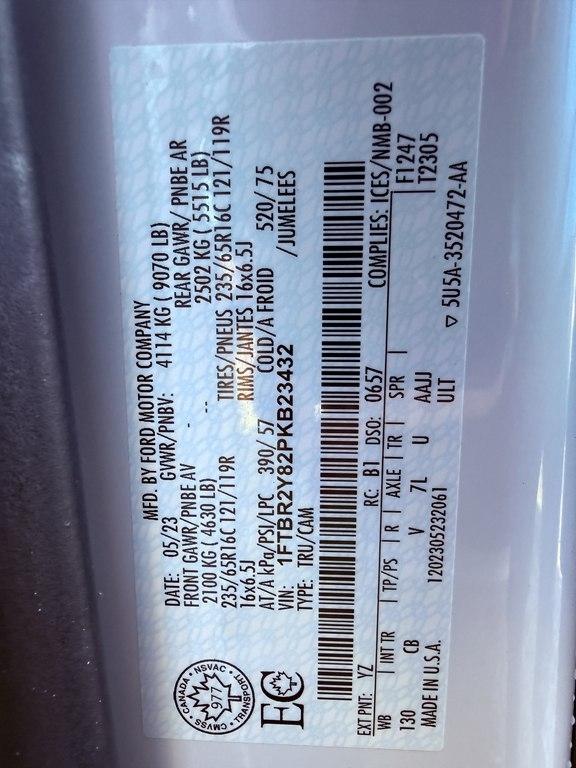 MFD. BY FORD MOTOR COMPANY
DATE: 05/23 GVWR/PNBV: 4114 KG ( 9070 LB)
FRONT GAWR/PNBE AV REAR GAWR/ PNBE AR
2100 KG ( 4630 LB) -- 2502 KG ( 5515 LB)
235/65R16C121/119R TIRES/PNEUS 235/65R16C121/119R
16x6.5J RIMS/JANTES 16x6.5J
AT/A kPa/PSI/LPC 390/ 57 COLD/A FROID 520/ 75
VIN: 1FTBR2Y82PKB23432 /JUMELEES
TYPE: TRU/CAM
CANADA NSVAC
977
CMVSS TRANSPORT
EC
EXT PNT: YZ RC: B1 DSO: 0657 COMPLIES: ICES/NMB-002
WB | INT TR | TP/PS | R | AXLE | TR | SPR | F1247
130 CB V 7L U AAJJ T2305
MADE IN U.S.A. 1202305232061 ULT ▽ 5U5A-3520472-AA